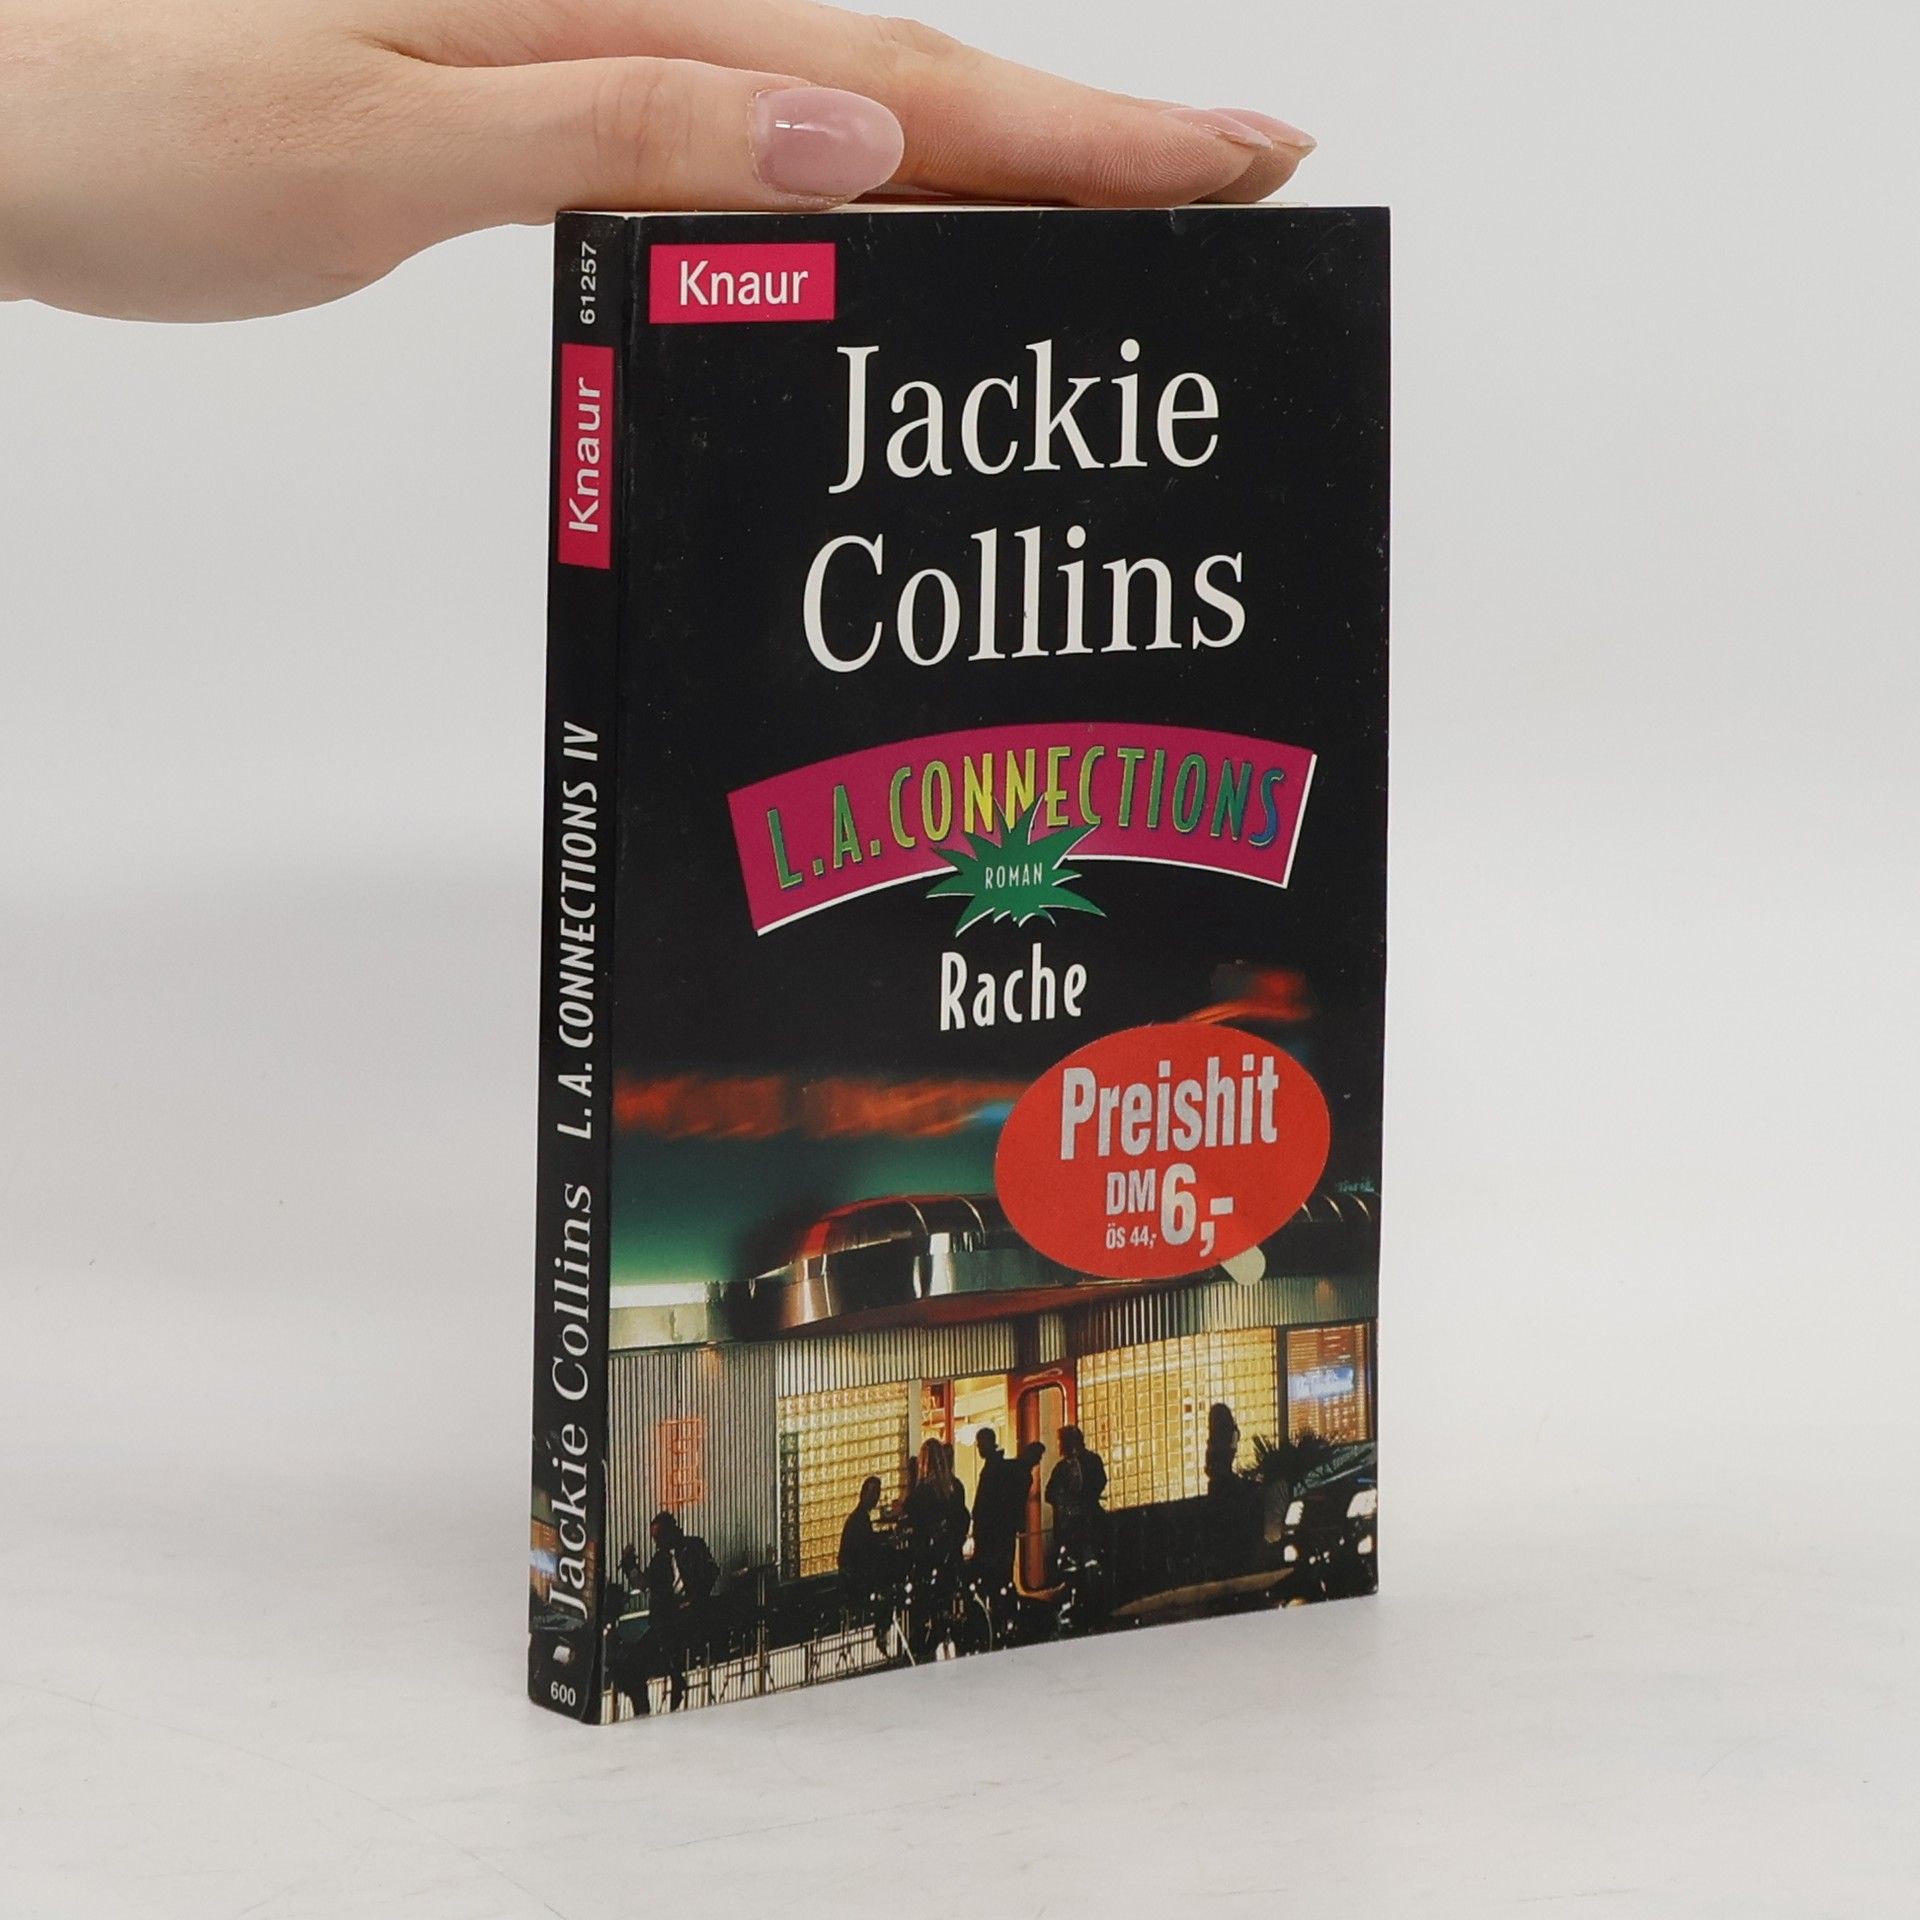 Knaur
Jackie
Collins
L.A. CONNECTIONS
ROMAN
Rache
Preishit
DM 6,-
ÖS 44,-
61257
Knaur
Jackie Collins L.A. CONNECTIONS IV
600